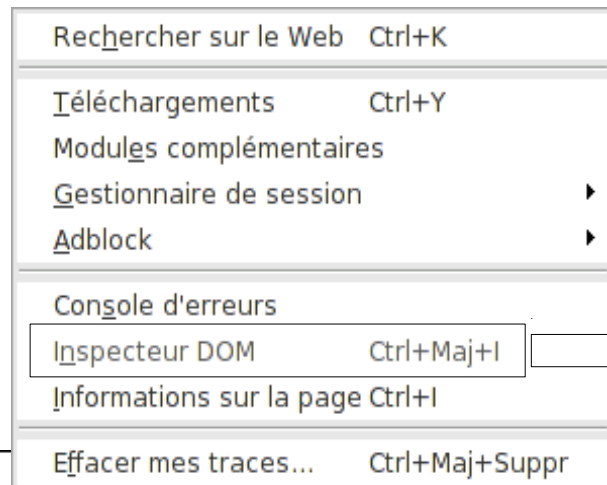 Rechercher sur le Web Ctrl+K
Téléchargements Ctrl+Y
Modules complémentaires
Gestionnaire de session
Adblock
Console d'erreurs
Inspecteur DOM Ctrl+Maj+I
Informations sur la page Ctrl+I
Effacer mes traces... Ctrl+Maj+Suppr